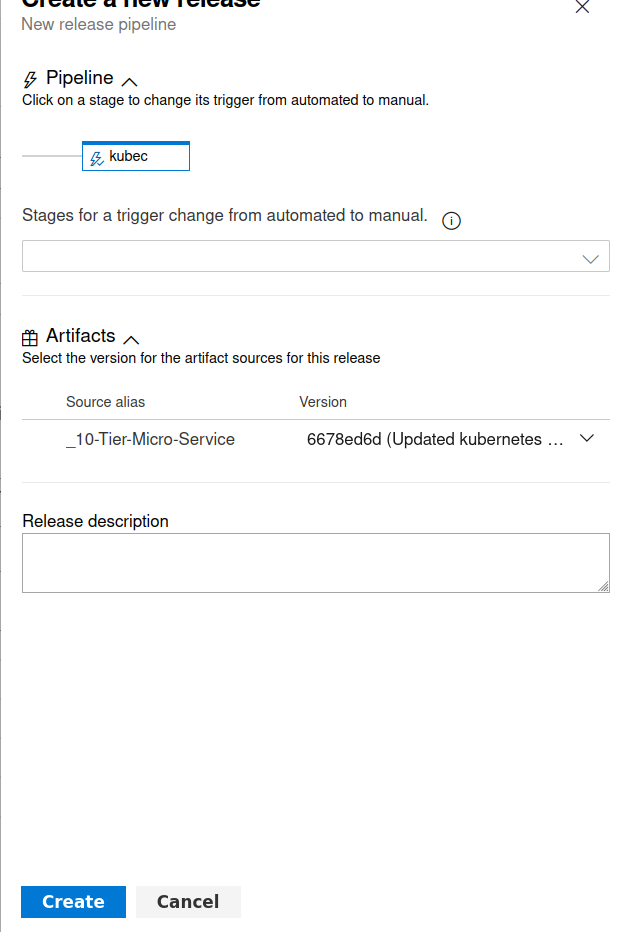 Create a new release
New release pipeline
Pipeline
Click on a stage to change its trigger from automated to manual.
kubec
Stages for a trigger change from automated to manual.
Artifacts
Select the version for the artifact sources for this release
Source alias Version
_10-Tier-Micro-Service 6678ed6d (Updated kubernetes ...
Release description
Create Cancel